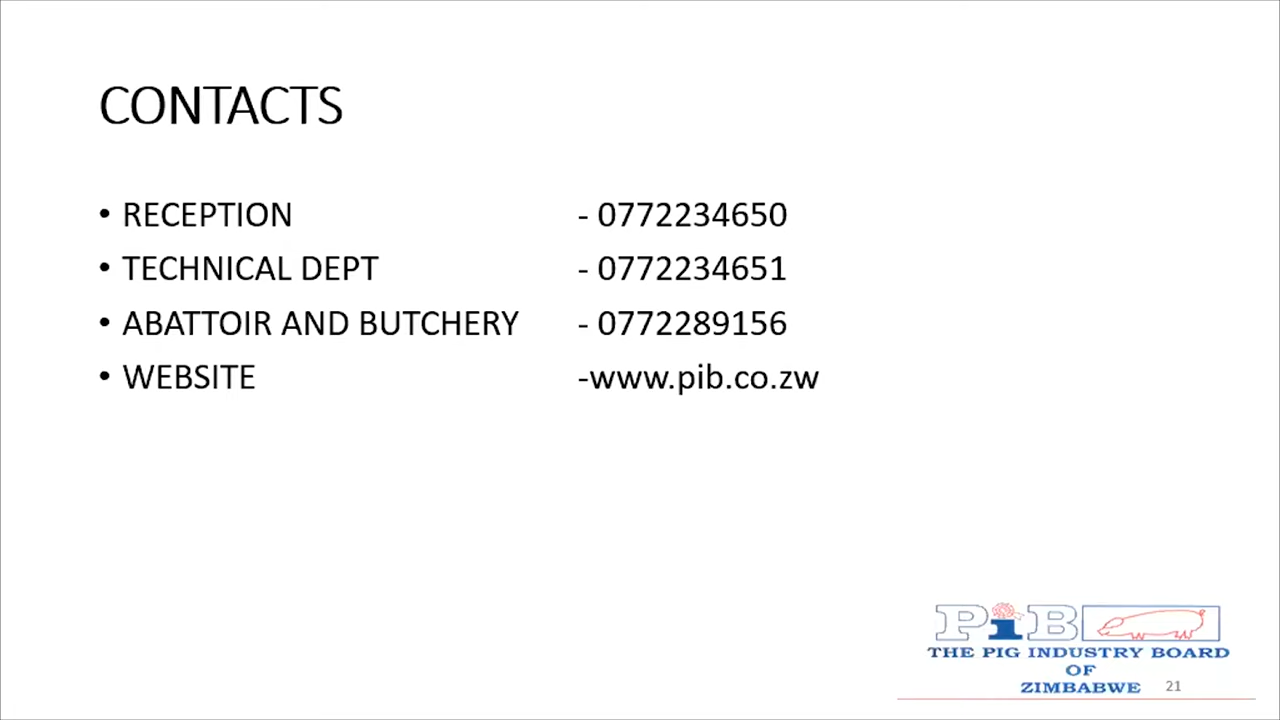 CONTACTS
• RECEPTION - 0772234650
• TECHNICAL DEPT - 0772234651
• ABATTOIR AND BUTCHERY - 0772289156
• WEBSITE -www.pib.co.zw
PiB
THE PIG INDUSTRY BOARD
OF
ZIMBABWE 21